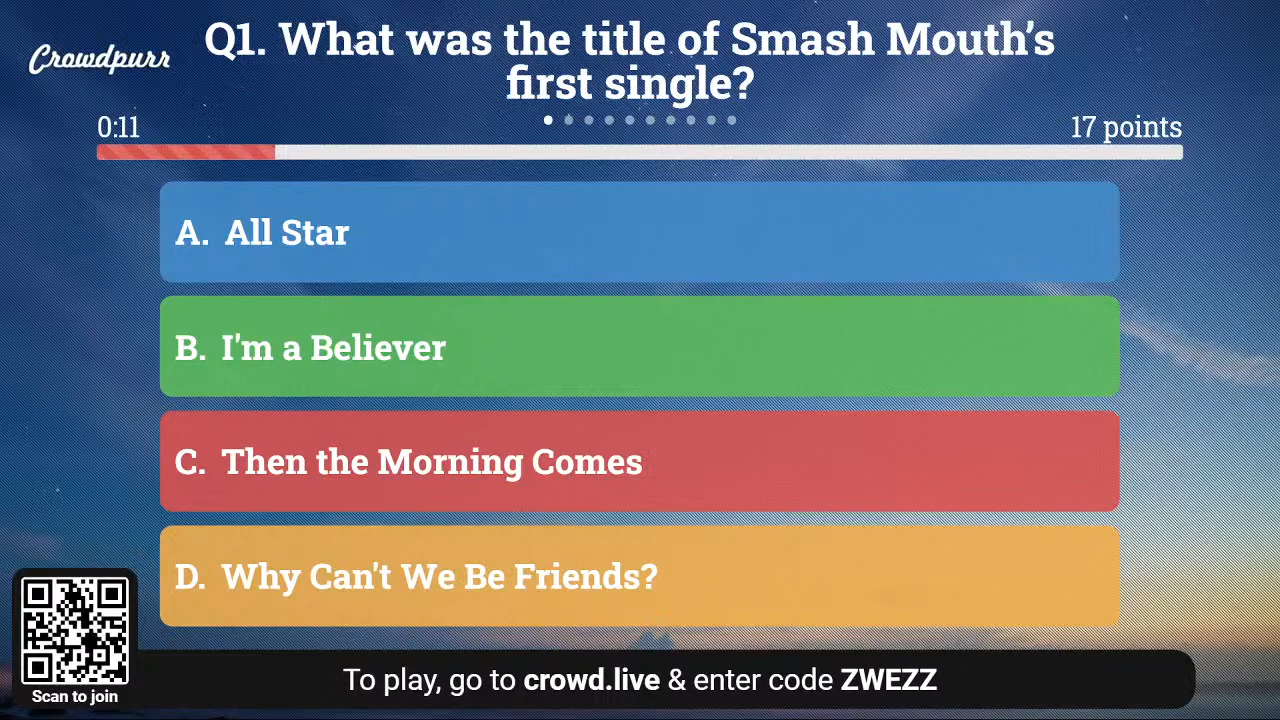 Crowdpurr
Q1. What was the title of Smash Mouth's
first single?
0:11
17 points
A. All Star
B. I'm a Believer
C. Then the Morning Comes
D. Why Can't We Be Friends?
Scan to join
To play, go to crowd.live & enter code ZWEZZ